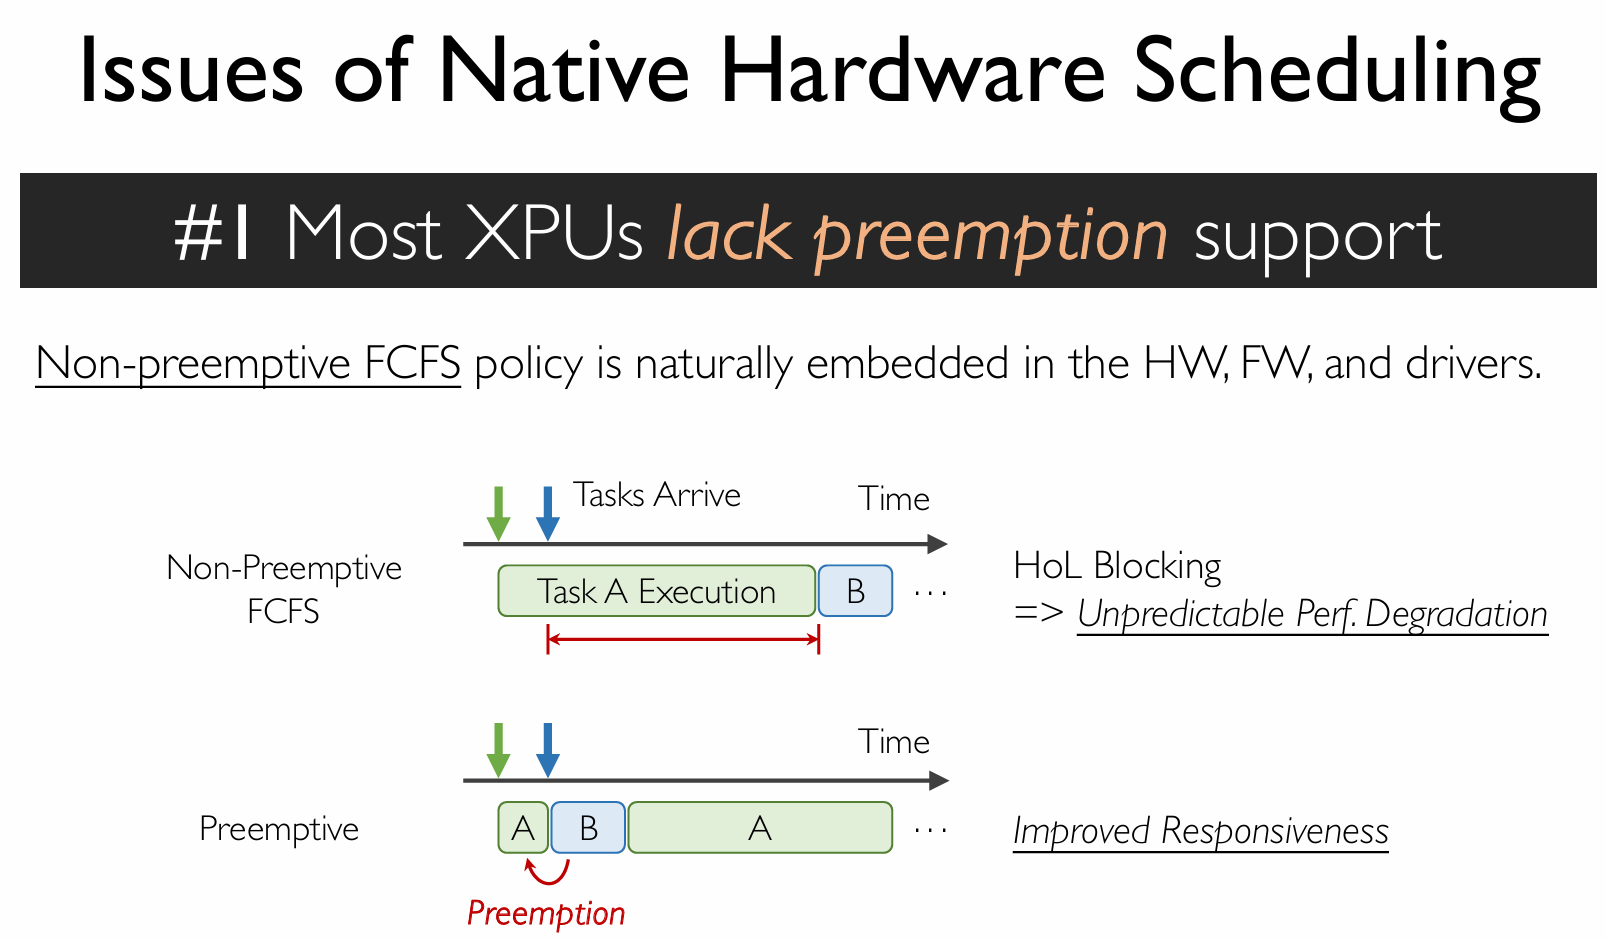 Issues of Native Hardware Scheduling
#1 Most XPUs lack preemption support
Non-preemptive FCFS policy is naturally embedded in the HW, FW, and drivers.
Tasks Arrive
Time
Non-Preemptive
FCFS
Task A Execution
B
...
HoL Blocking
=> Unpredictable Perf. Degradation
Time
Preemptive
A
B
A
...
Improved Responsiveness
Preemption